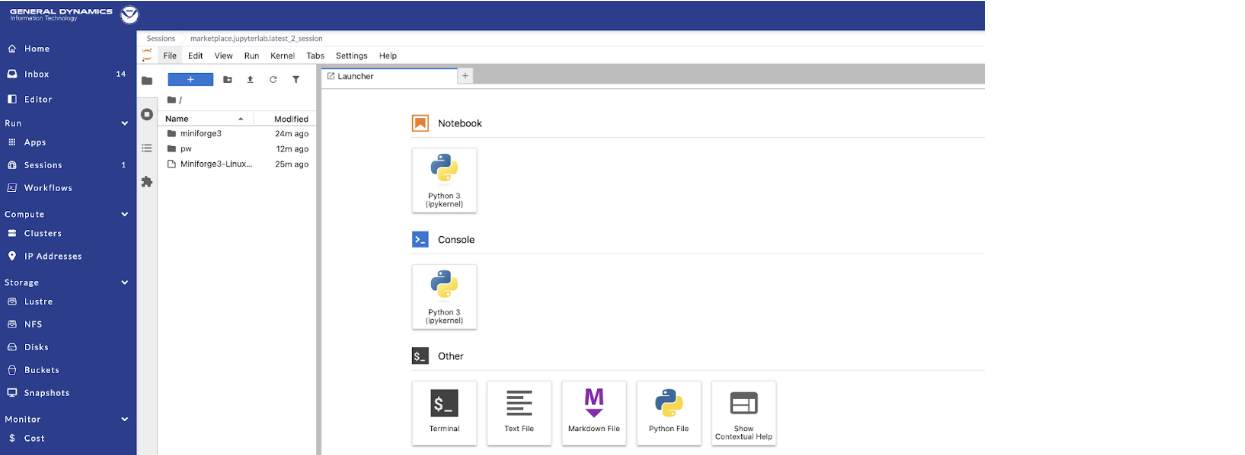 GENERAL DYNAMICS
Information Technology
Home
Inbox 14
Editor
Run
Apps
Sessions 1
Workflows
Compute
Clusters
IP Addresses
Storage
Lustre
NFS
Disks
Buckets
Snapshots
Monitor
$ Cost
Sessions marketplace.jupyterlab.latest_2_session
File Edit View Run Kernel Tabs Settings Help
+
/
Name Modified
miniforge3 24m ago
pw 12m ago
Miniforge3-Linux... 25m ago
Launcher +
Notebook
Python 3
(ipykernel)
>_ Console
Python 3
(ipykernel)
$_ Other
$_
Terminal
Text File
M
Markdown File
Python File
Show
Contextual Help